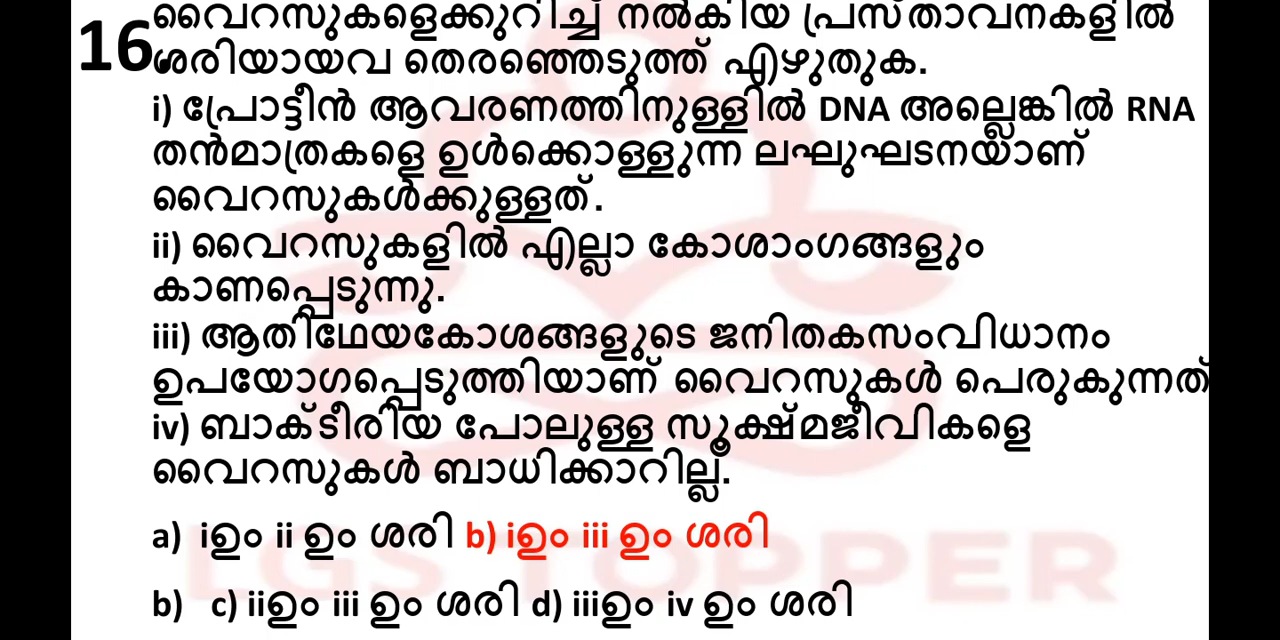 വൈറസുകളെക്കുറിച്ച് നൽകിയ പ്രസ്താവനകളിൽ
16. ശരിയായവ തെരഞ്ഞെടുത്ത് എഴുതുക.
i) പ്രോട്ടീൻ ആവരണത്തിനുള്ളിൽ DNA അല്ലെങ്കിൽ RNA
തൻമാത്രകളെ ഉൾക്കൊള്ളുന്ന ലഘുഘടനയാണ്
വൈറസുകൾക്കുള്ളത്.
ii) വൈറസുകളിൽ എല്ലാ കോശാംഗങ്ങളും
കാണപ്പെടുന്നു.
iii) ആതിഥേയകോശങ്ങളുടെ ജനിതകസംവിധാനം
ഉപയോഗപ്പെടുത്തിയാണ് വൈറസുകൾ പെരുകുന്നത്
iv) ബാക്ടീരിയ പോലുള്ള സൂക്ഷ്മജീവികളെ
വൈറസുകൾ ബാധിക്കാറില്ല.
a) iഉം ii ഉം ശരി b) iഉം iii ഉം ശരി
b) c) iiഉം iii ഉം ശരി d) iiiഉം iv ഉം ശരി
LGS TOPPER